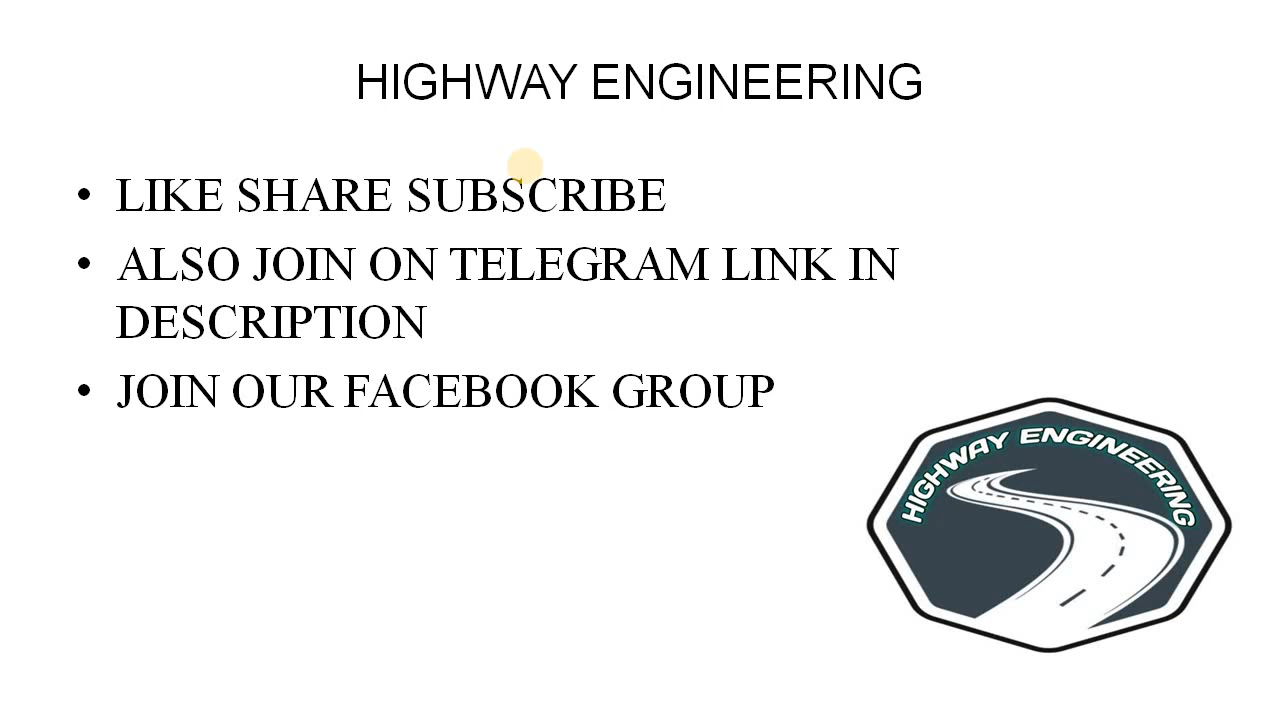 HIGHWAY ENGINEERING
• LIKE SHARE SUBSCRIBE
• ALSO JOIN ON TELEGRAM LINK IN
DESCRIPTION
• JOIN OUR FACEBOOK GROUP
HIGHWAY ENGINEERING